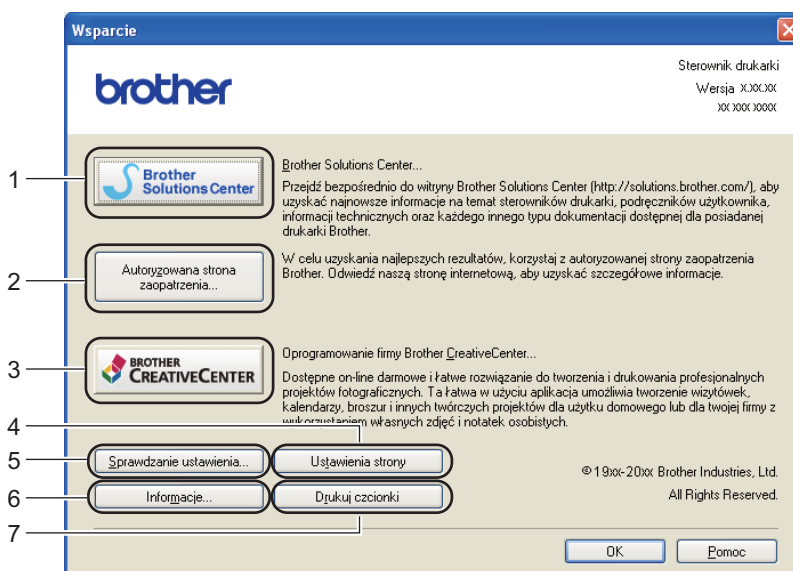 Wsparcie
brother
Sterownik drukarki
Wersja X.XX.XX
XX XXX XXXX
1
Brother
Solutions Center
Brother Solutions Center...
Przejdź bezpośrednio do witryny Brother Solutions Center (http://solutions.brother.com/), aby
uzyskać najnowsze informacje na temat sterowników drukarki, podręczników użytkownika,
informacji technicznych oraz każdego innego typu dokumentacji dostępnej dla posiadanej
drukarki Brother.
2
Autoryzowana strona
zaopatrzenia...
W celu uzyskania najlepszych rezultatów, korzystaj z autoryzowanej strony zaopatrzenia
Brother. Odwiedź naszą stronę internetową, aby uzyskać szczegółowe informacje.
3
BROTHER
CREATIVECENTER
Oprogramowanie firmy Brother CreativeCenter...
Dostępne on-line darmowe i łatwe rozwiązanie do tworzenia i drukowania profesjonalnych
projektów fotograficznych. Ta łatwa w użyciu aplikacja umożliwia tworzenie wizytówek,
kalendarzy, broszur i innych twórczych projektów dla użytku domowego lub dla twojej firmy z
wykorzystaniem własnych zdjęć i notatek osobistych.
4
5
Sprawdzanie ustawienia...
Ustawienia strony
6
Informacje...
Drukuj czcionki
7
©19xx-20xx Brother Industries, Ltd.
All Rights Reserved.
OK
Pomoc